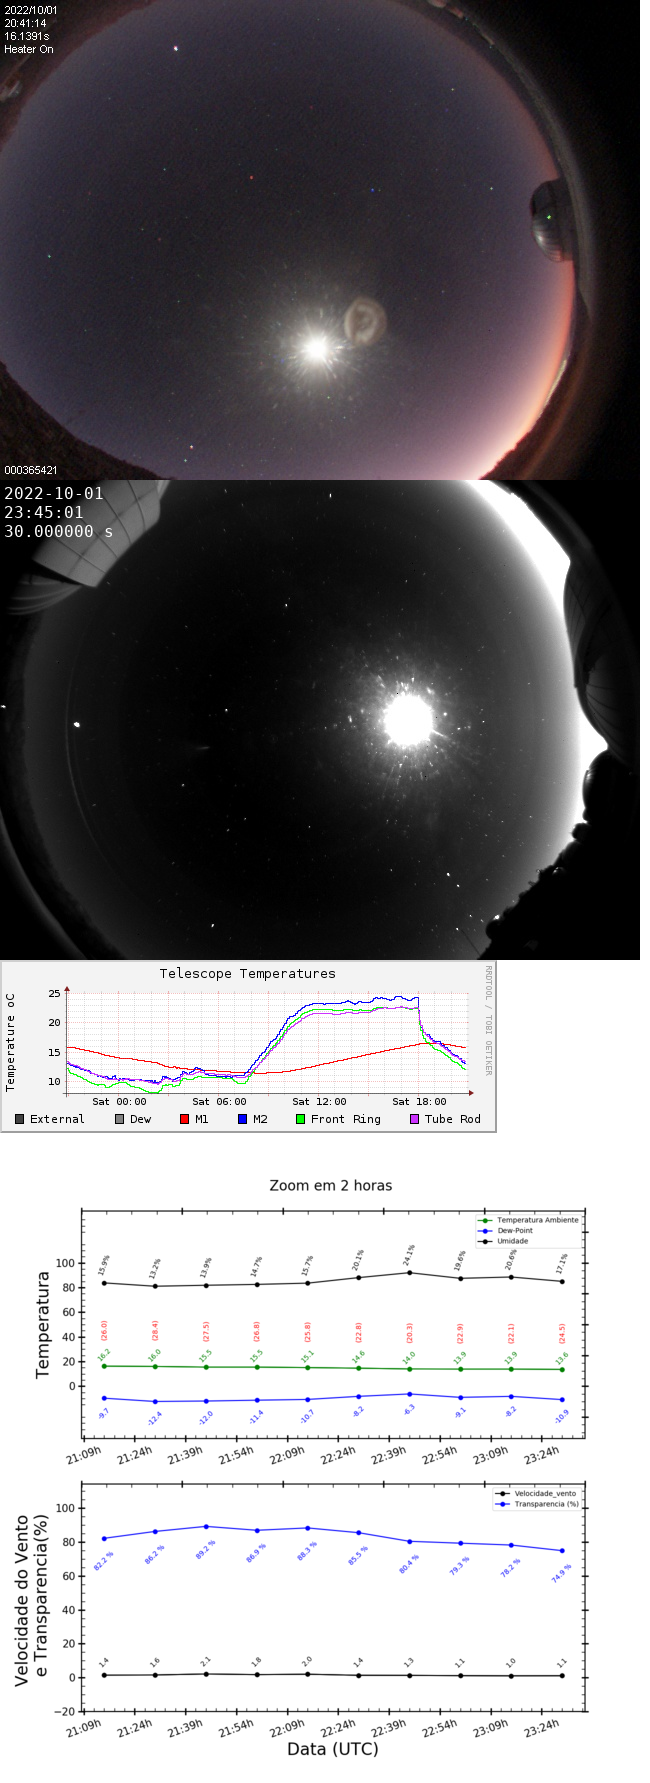 2022/10/01
20:41:14
16.1391s
Heater On
000365421
2022-10-01
23:45:01
30.000000 s
Telescope Temperatures
RRDTOOL / TOBI OETIKER
Temperature oC
25
20
15
10
Sat 00:00 Sat 06:00 Sat 12:00 Sat 18:00
External Dew M1 M2 Front Ring Tube Rod
Zoom em 2 horas
Temperatura Ambiente
Dew-Point
Umidade
Temperatura
100
80
60
40
20
0
15.9% 13.2% 13.9% 14.7% 15.7% 20.1% 24.1% 19.6% 20.6% 17.1%
(26.0) (28.4) (27.5) (26.8) (25.8) (22.8) (20.3) (22.9) (22.1) (24.5)
16.2 16.0 15.5 15.5 15.1 14.6 14.0 13.9 13.9 13.6
-9.7 -12.4 -12.0 -11.4 -10.7 -8.2 -6.3 -9.1 -8.2 -10.9
21:09h 21:24h 21:39h 21:54h 22:09h 22:24h 22:39h 22:54h 23:09h 23:24h
Velocidade_vento
Transparencia (%)
Velocidade do Vento
e Transparencia(%)
100
80
60
40
20
0
−20
82.2 % 86.2 % 89.2 % 86.9 % 88.3 % 85.5 % 80.4 % 79.3 % 78.2 % 74.9 %
1.4 1.6 2.1 1.8 2.0 1.4 1.3 1.1 1.0 1.1
21:09h 21:24h 21:39h 21:54h 22:09h 22:24h 22:39h 22:54h 23:09h 23:24h
Data (UTC)